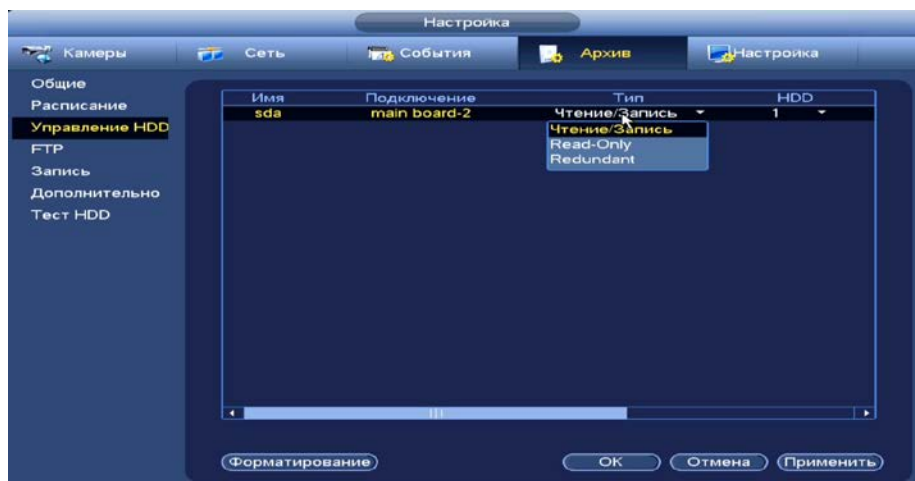 Настройка
Камеры Сеть События Архив Настройка
Общие
Расписание
Управление HDD
FTP
Запись
Дополнительно
Тест HDD
Имя Подключение Тип HDD
sda main board-2 Чтение/Запись 1
Чтение/Запись
Read-Only
Redundant
Форматирование OK Отмена Применить